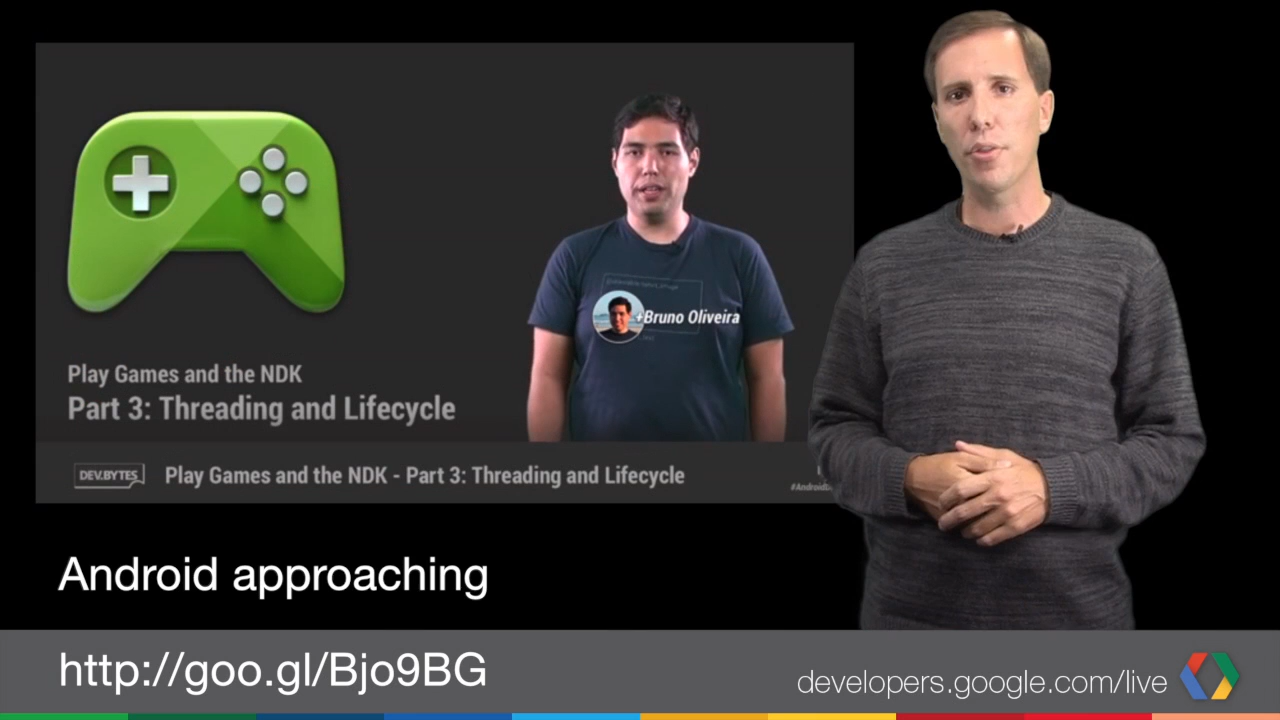 +Bruno Oliveira
Play Games and the NDK
Part 3: Threading and Lifecycle
DEV.BYTES
Play Games and the NDK - Part 3: Threading and Lifecycle
Android approaching
http://goo.gl/Bjo9BG
developers.google.com/live